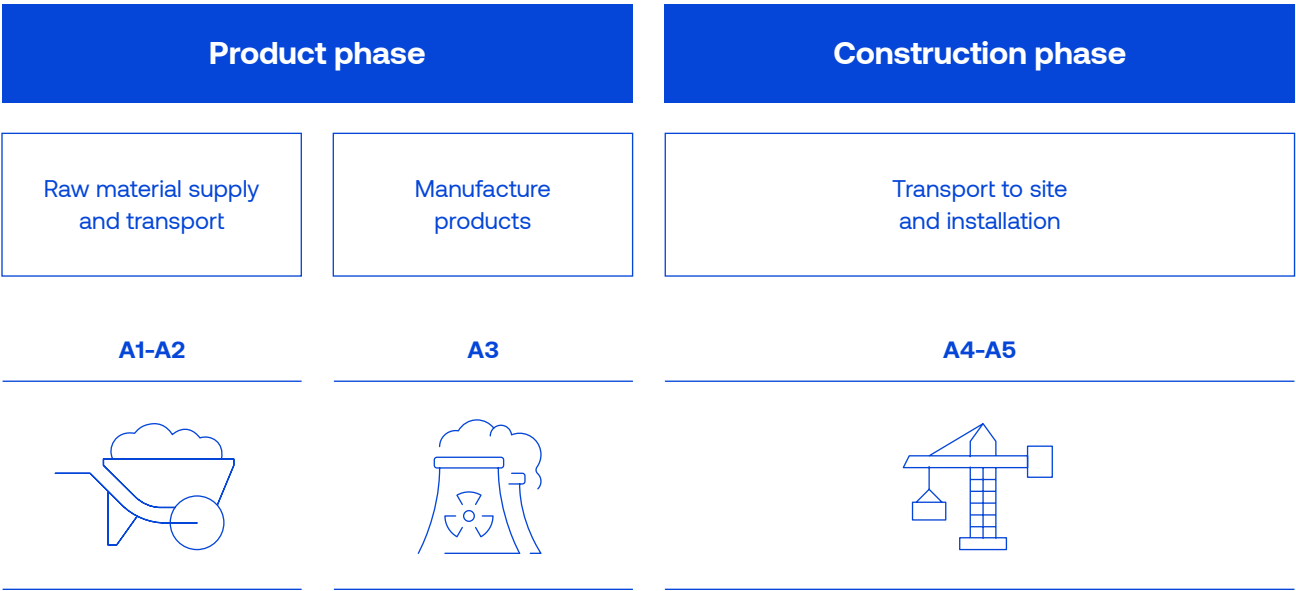 Product phase
Construction phase
Raw material supply
and transport
Manufacture
products
Transport to site
and installation
A1-A2
A3
A4-A5